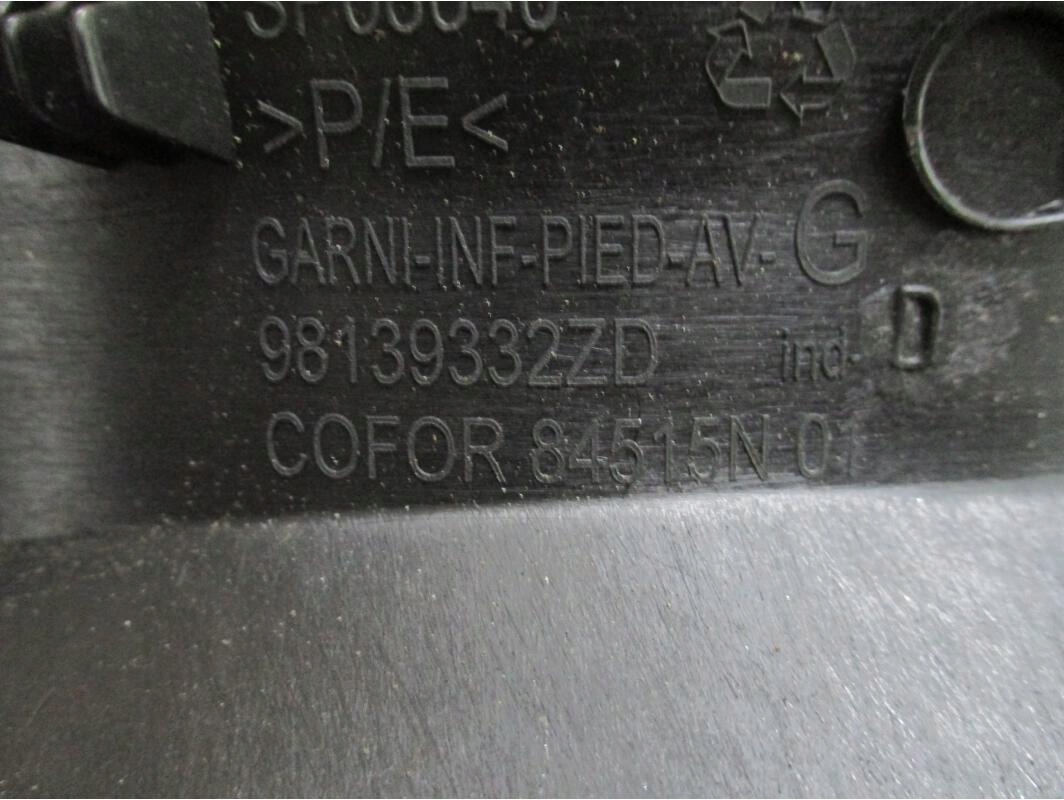 >P/E<
GARNI-INF-PIED-AV-G
98139332ZD ind- D
COFOR 84515N 01